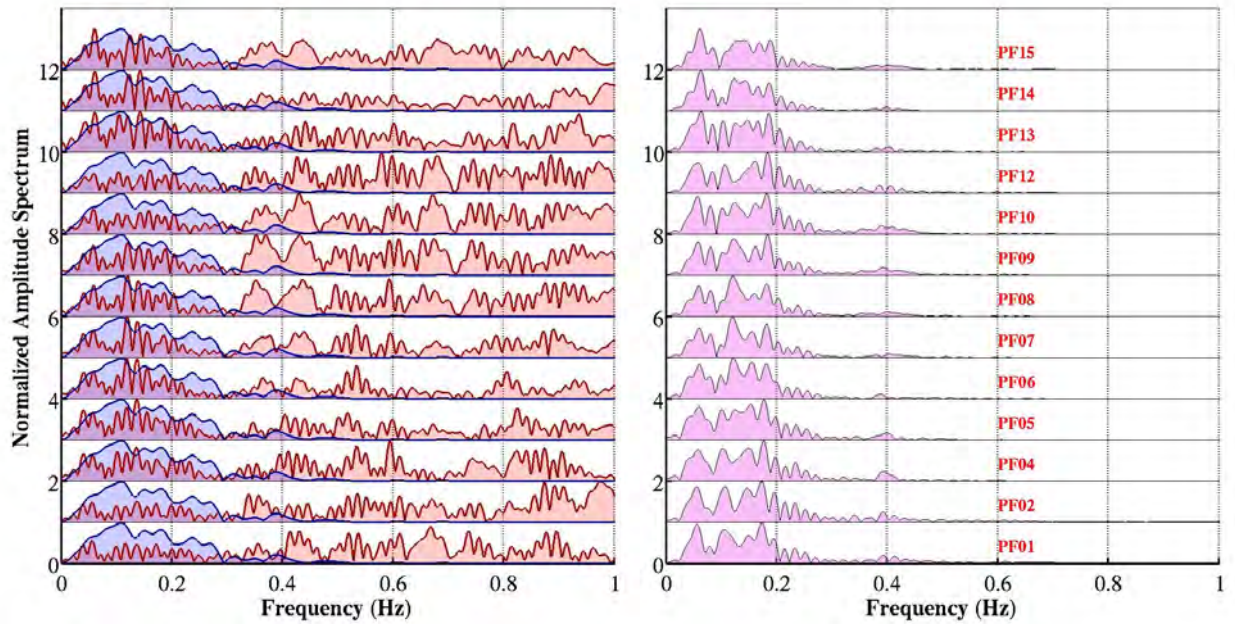 Normalized Amplitude Spectrum
12
10
8
6
4
2
0
0 0.2 0.4 0.6 0.8 1
Frequency (Hz)
12
10
8
6
4
2
0
PF15
PF14
PF13
PF12
PF10
PF09
PF08
PF07
PF06
PF05
PF04
PF02
PF01
0 0.2 0.4 0.6 0.8 1
Frequency (Hz)